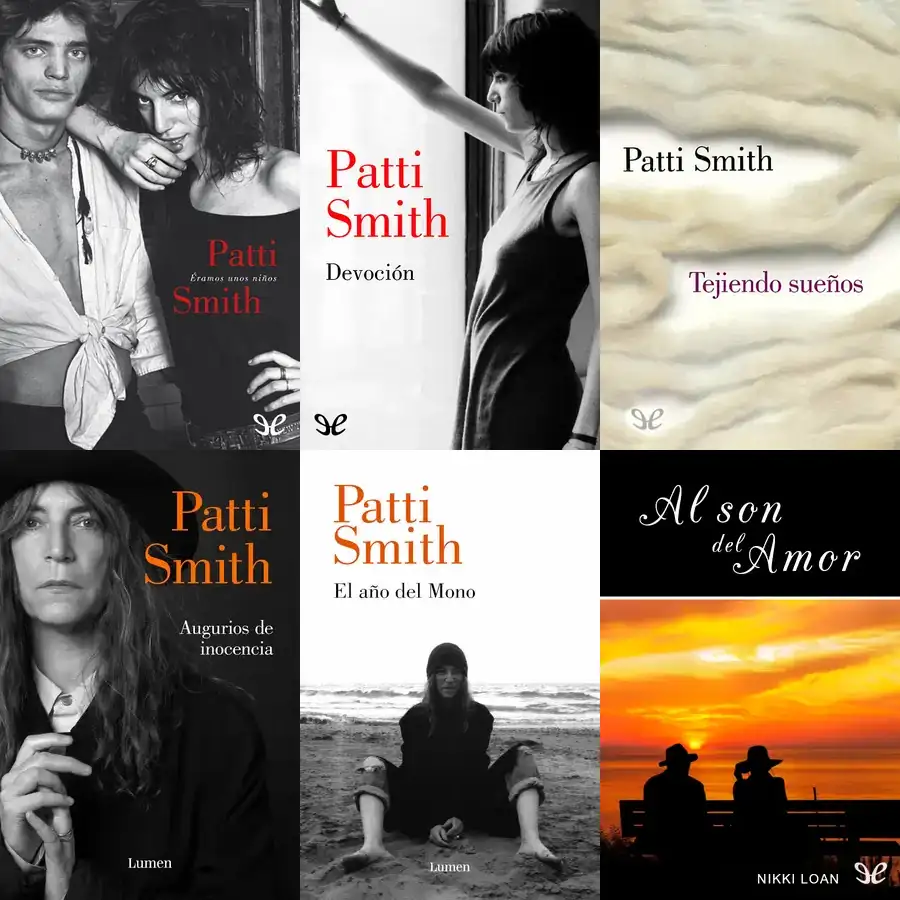 Patti
Éramos unos niños
Smith
Patti
Smith
Devoción
Patti Smith
Tejiendo sueños
Patti
Smith
Augurios de
inocencia
Lumen
Patti
Smith
El año del Mono
Lumen
Al son
del Amor
NIKKI LOAN